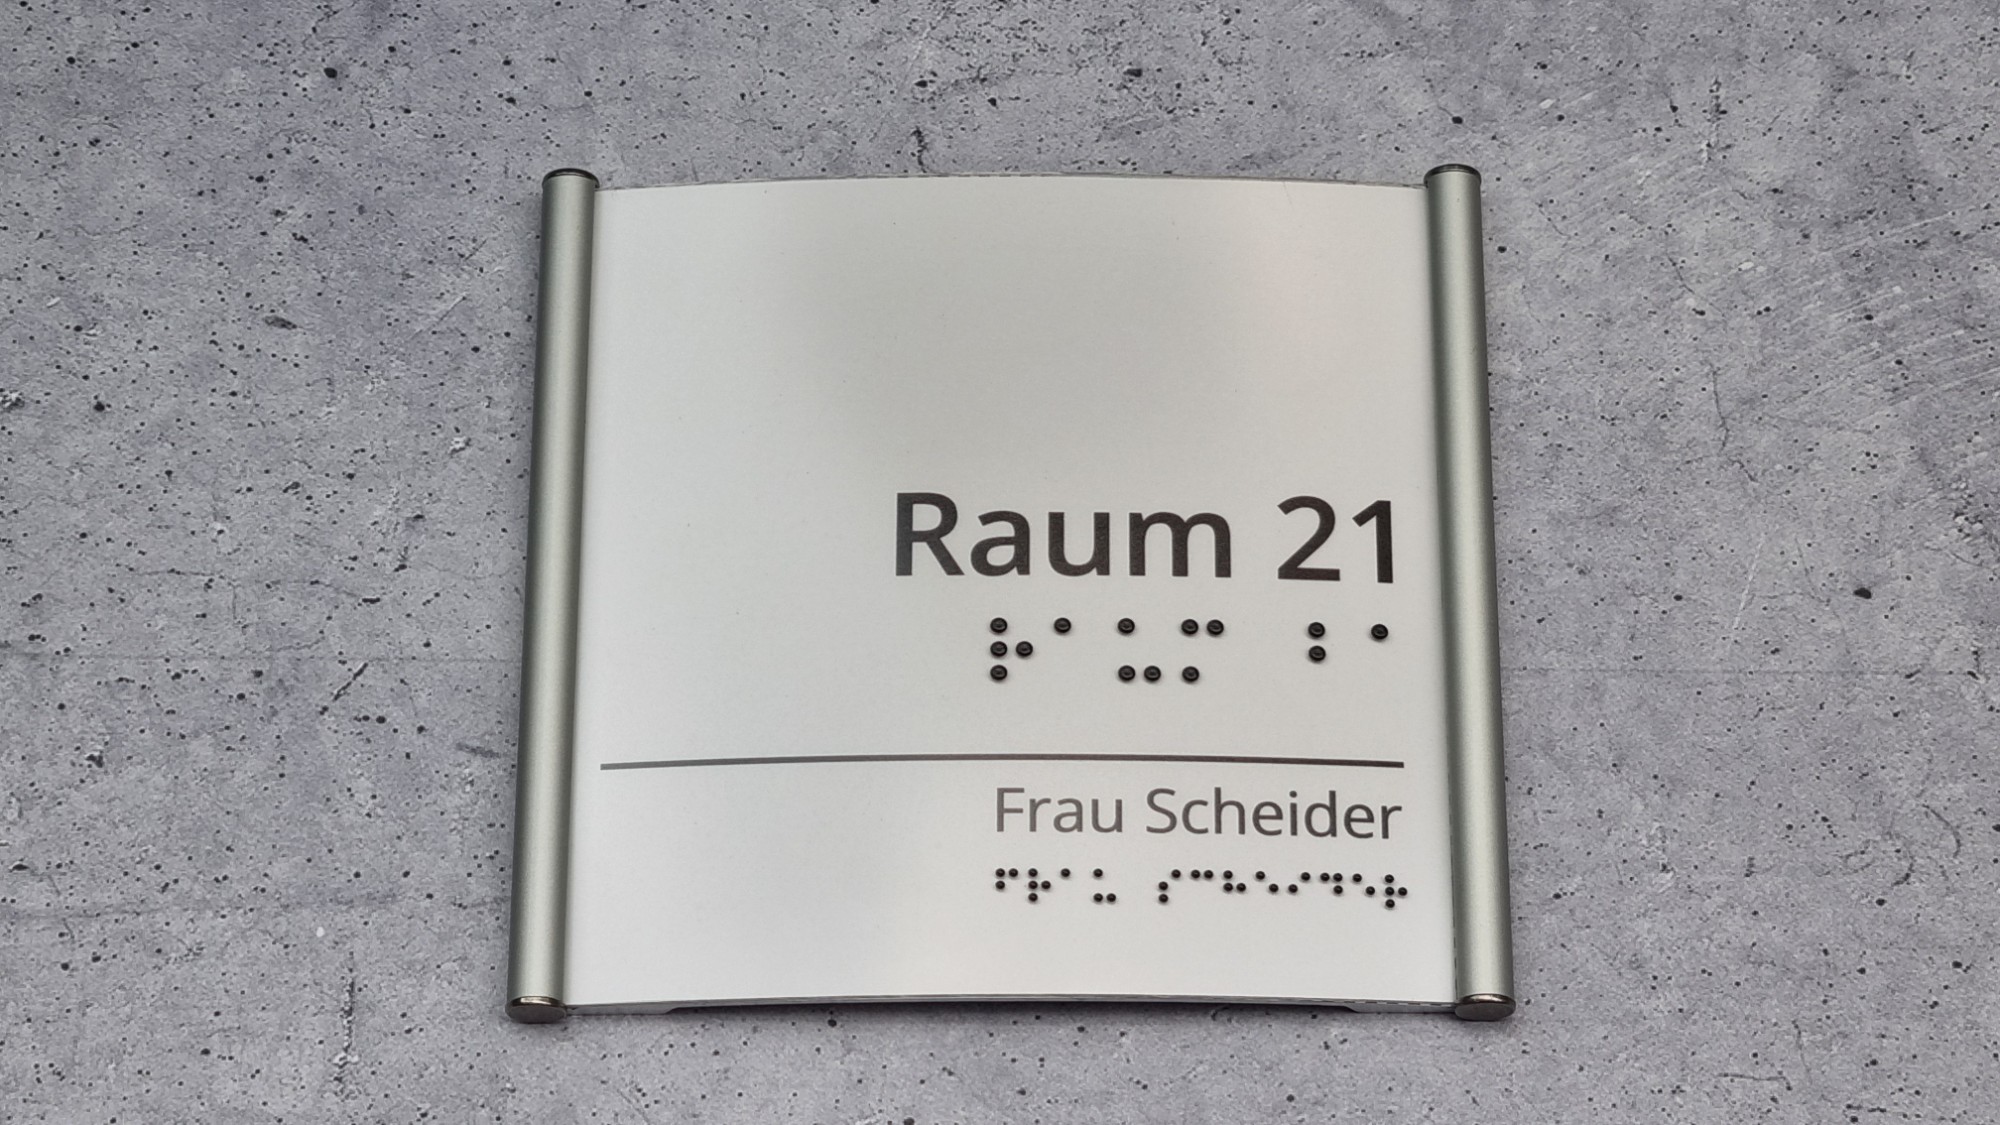 Raum 21
⠗⠁⠥⠍ ⠃⠁
Frau Scheider
⠋⠗⠁⠥ ⠎⠉⠓⠑⠊⠙⠑⠗